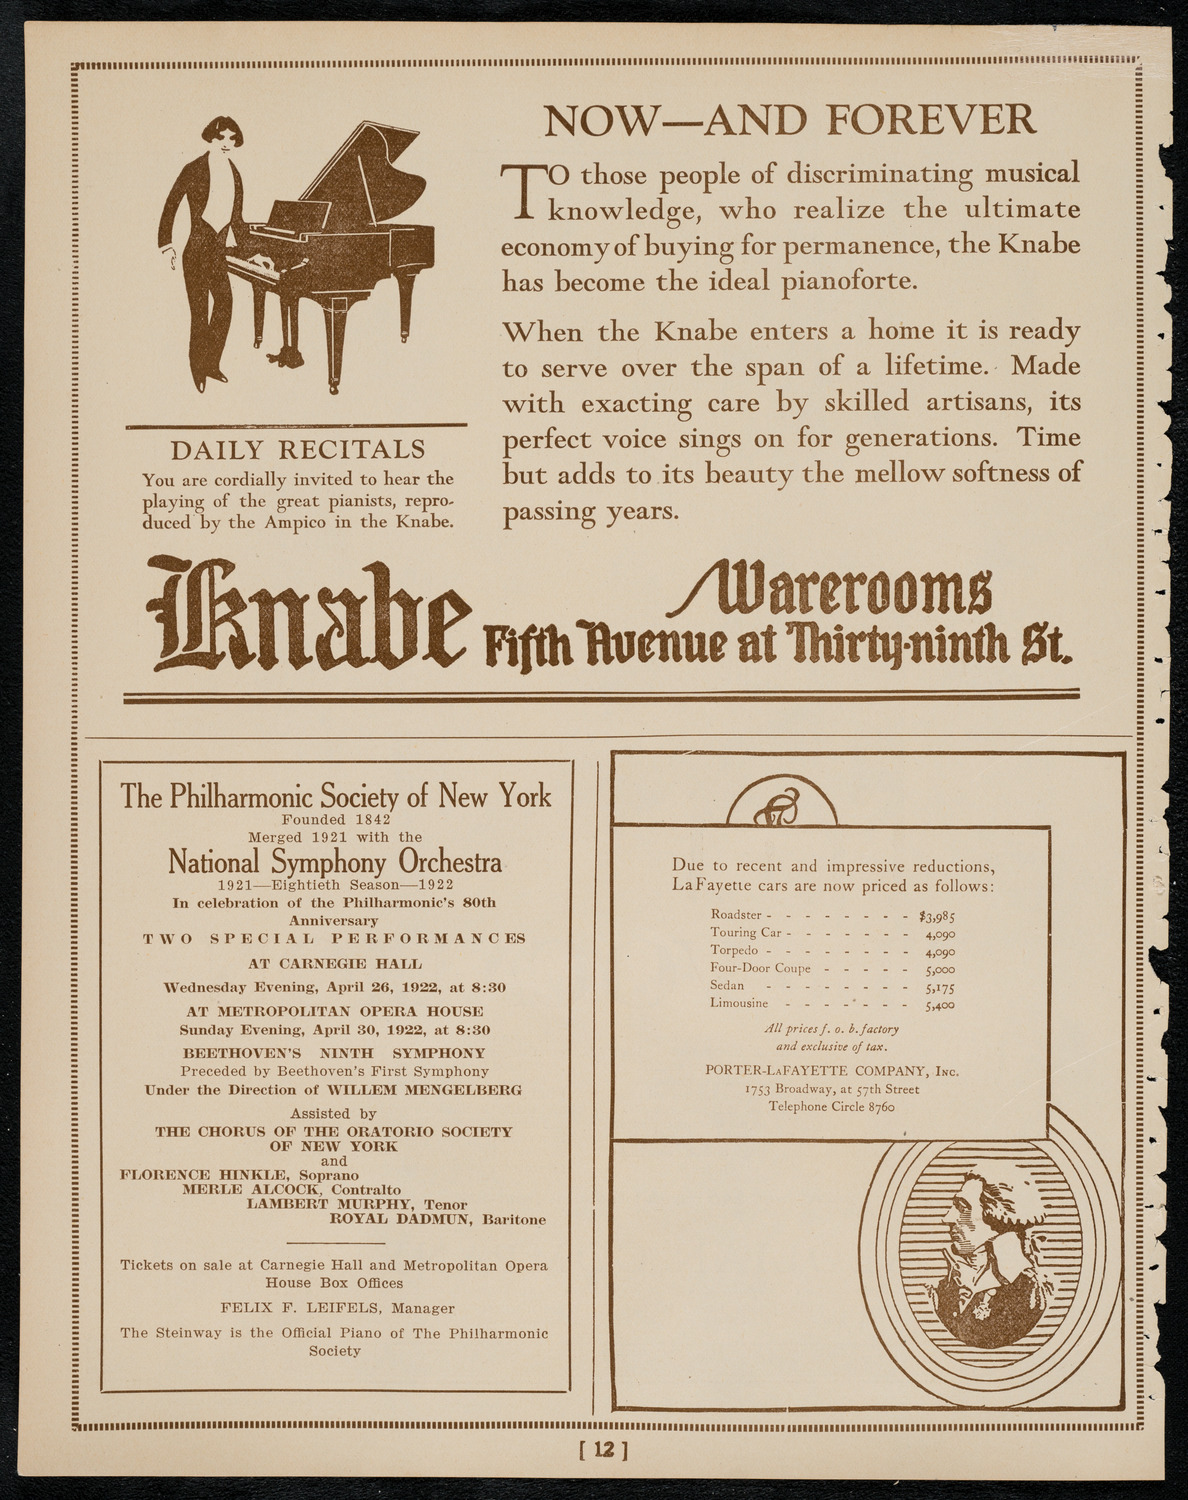 NOW—AND FOREVER
TO those people of discriminating musical
knowledge, who realize the ultimate
economy of buying for permanence, the Knabe
has become the ideal pianoforte.
When the Knabe enters a home it is ready
to serve over the span of a lifetime. Made
with exacting care by skilled artisans, its
perfect voice sings on for generations. Time
but adds to its beauty the mellow softness of
passing years.
DAILY RECITALS
You are cordially invited to hear the
playing of the great pianists, repro-
duced by the Ampico in the Knabe.
Knabe Warerooms
Fifth Avenue at Thirty-ninth St.
The Philharmonic Society of New York
Founded 1842
Merged 1921 with the
National Symphony Orchestra
1921—Eightieth Season—1922
In celebration of the Philharmonic's 80th
Anniversary
TWO SPECIAL PERFORMANCES
AT CARNEGIE HALL
Wednesday Evening, April 26, 1922, at 8:30
AT METROPOLITAN OPERA HOUSE
Sunday Evening, April 30, 1922, at 8:30
BEETHOVEN'S NINTH SYMPHONY
Preceded by Beethoven's First Symphony
Under the Direction of WILLEM MENGELBERG
Assisted by
THE CHORUS OF THE ORATORIO SOCIETY
OF NEW YORK
and
FLORENCE HINKLE, Soprano
MERLE ALCOCK, Contralto
LAMBERT MURPHY, Tenor
ROYAL DADMUN, Baritone
Tickets on sale at Carnegie Hall and Metropolitan Opera
House Box Offices
FELIX F. LEIFELS, Manager
The Steinway is the Official Piano of The Philharmonic
Society
Due to recent and impressive reductions,
LaFayette cars are now priced as follows:
Roadster - - - - - - - - $3,985
Touring Car - - - - - - - 4,090
Torpedo - - - - - - - - 4,090
Four-Door Coupe - - - - - 5,000
Sedan - - - - - - - - 5,175
Limousine - - - - - - - 5,400
All prices f. o. b. factory
and exclusive of tax.
PORTER-LAFAYETTE COMPANY, INC.
1753 Broadway, at 57th Street
Telephone Circle 8760
[ 12 ]